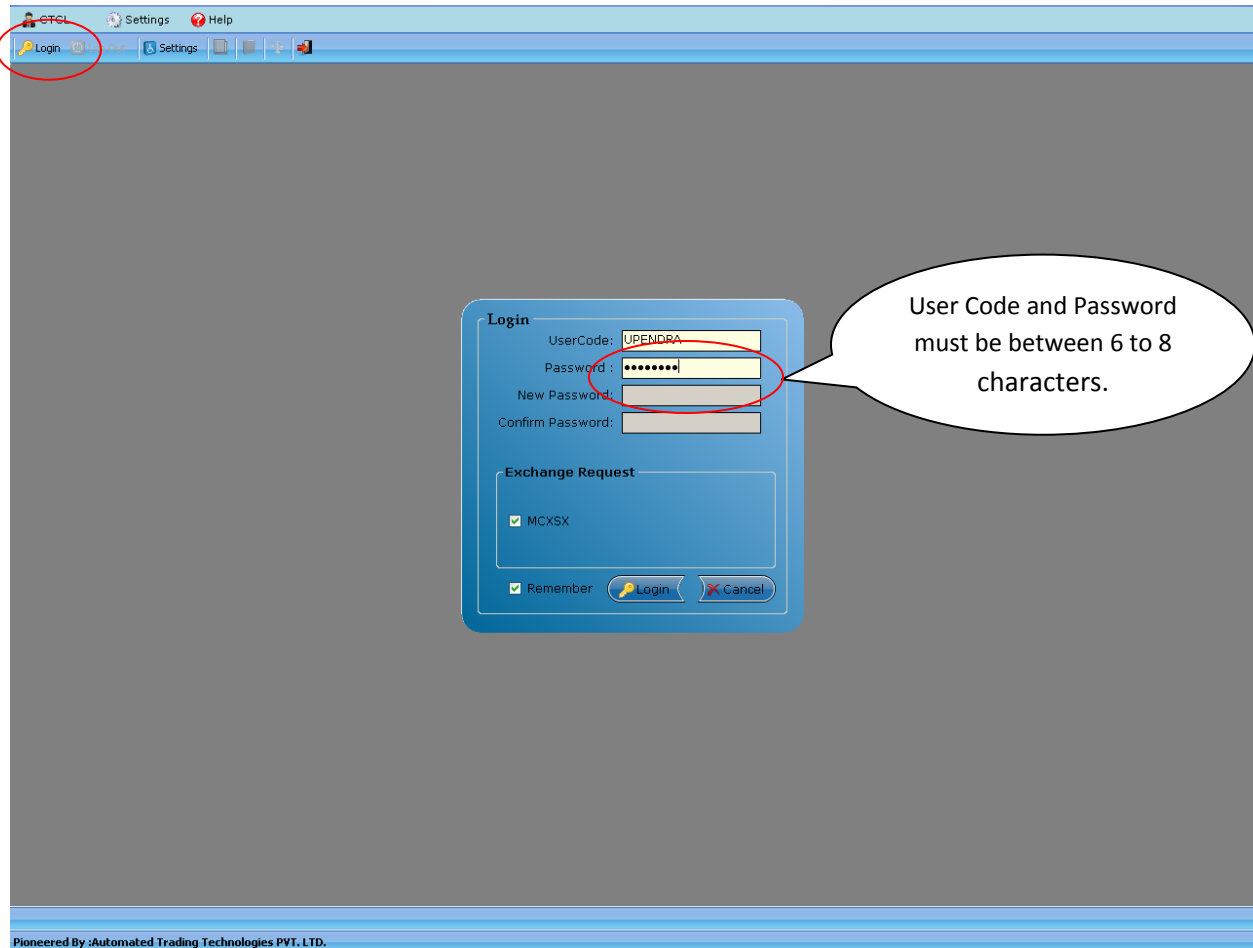 CTCL Settings Help
Login Settings
Login
UserCode: UPENDRA
Password : ••••••••
New Password:
Confirm Password:
Exchange Request
MCXSX
Remember Login Cancel
User Code and Password
must be between 6 to 8
characters.
Pioneered By :Automated Trading Technologies PVT. LTD.